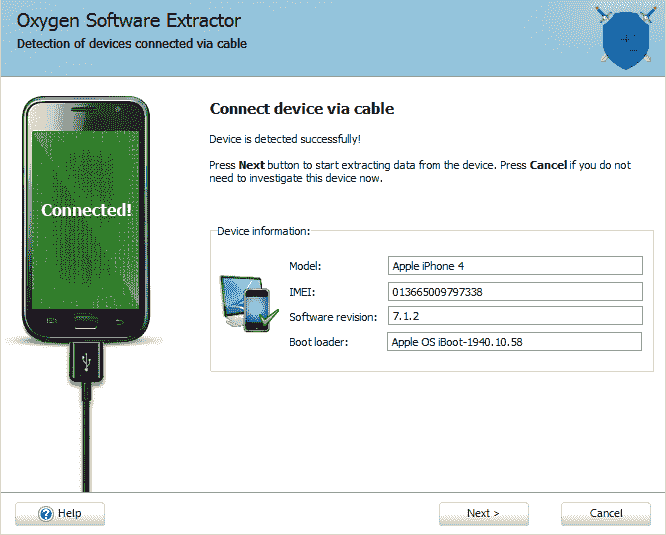 Oxygen Software Extractor
Detection of devices connected via cable
Connect device via cable
Device is detected successfully!
Press Next button to start extracting data from the device. Press Cancel if you do not
need to investigate this device now.
Connected!
Device information:
Model: Apple iPhone 4
IMEI: 013665009797338
Software revision: 7.1.2
Boot loader: Apple OS iBoot-1940.10.58
Help Next > Cancel